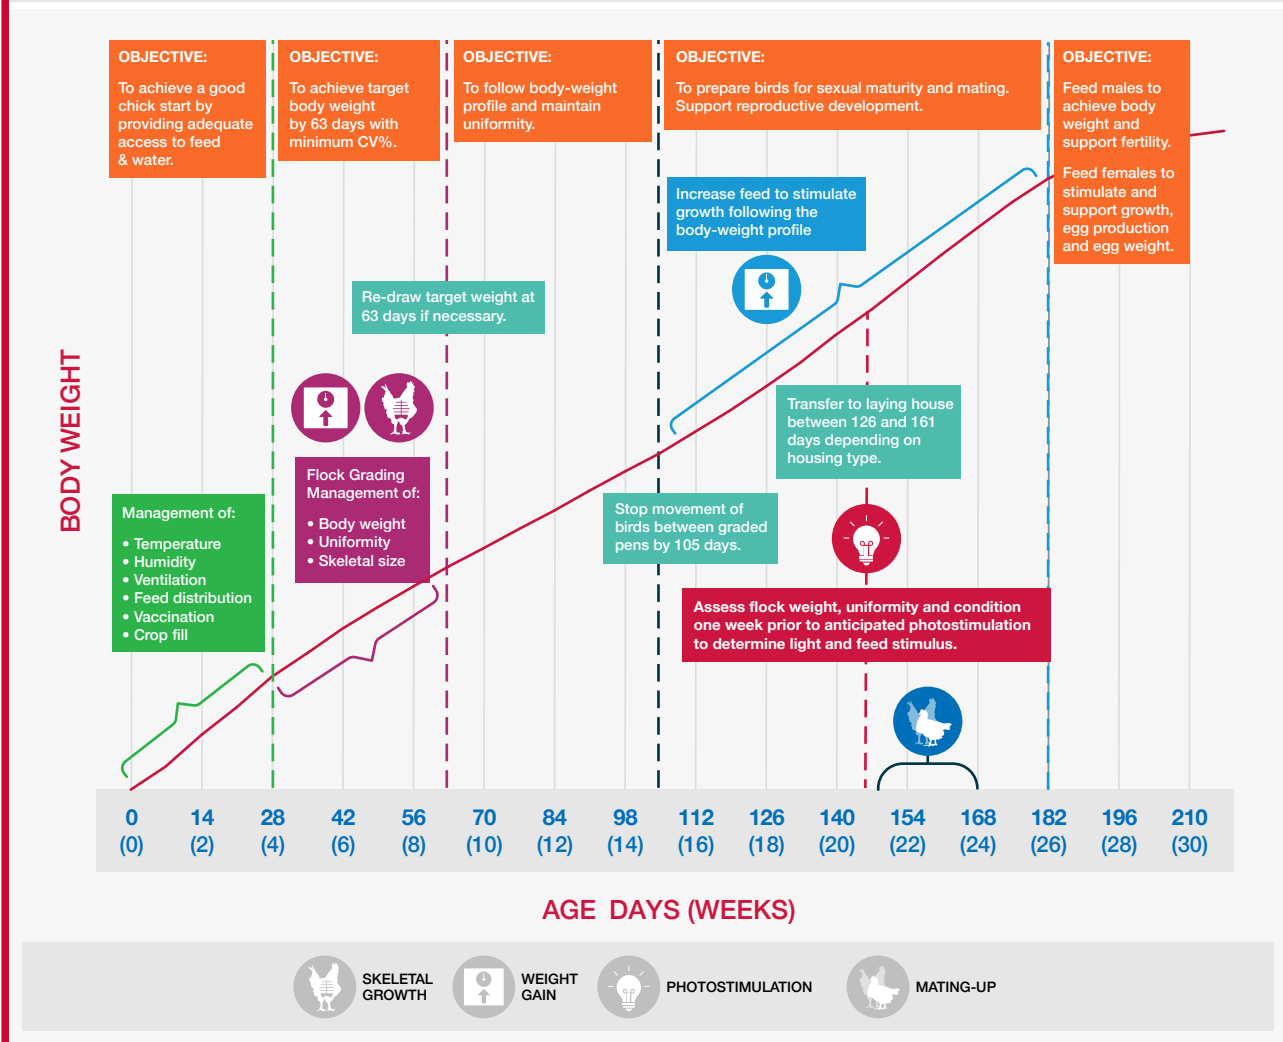 OBJECTIVE:
To achieve a good
chick start by
providing adequate
access to feed
& water.
OBJECTIVE:
To achieve target
body weight
by 63 days with
minimum CV%.
OBJECTIVE:
To follow body-weight
profile and maintain
uniformity.
OBJECTIVE:
To prepare birds for sexual maturity and mating.
Support reproductive development.
OBJECTIVE:
Feed males to
achieve body
weight and
support fertility.
Feed females to
stimulate and
support growth,
egg production
and egg weight.
Increase feed to stimulate
growth following the
body-weight profile
Re-draw target weight at
63 days if necessary.
BODY WEIGHT
Transfer to laying house
between 126 and 161
days depending on
housing type.
Flock Grading
Management of:
• Body weight
• Uniformity
• Skeletal size
Management of:
• Temperature
• Humidity
• Ventilation
• Feed distribution
• Vaccination
• Crop fill
Stop movement of
birds between graded
pens by 105 days.
Assess flock weight, uniformity and condition
one week prior to anticipated photostimulation
to determine light and feed stimulus.
0 14 28 42 56 70 84 98 112 126 140 154 168 182 196 210
(0) (2) (4) (6) (8) (10) (12) (14) (16) (18) (20) (22) (24) (26) (28) (30)
AGE DAYS (WEEKS)
SKELETAL
GROWTH
WEIGHT
GAIN
PHOTOSTIMULATION
MATING-UP